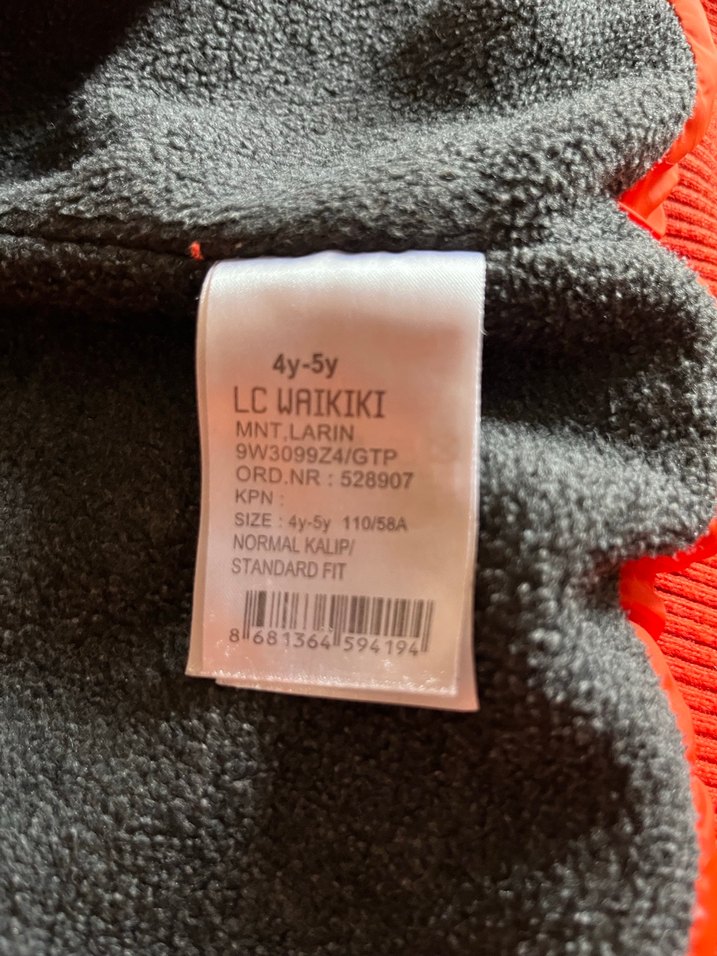 4y-5y
LC WAIKIKI
MNT,LARIN
9W3099Z4/GTP
ORD.NR : 528907
KPN :
SIZE : 4y-5y 110/58A
NORMAL KALIP/
STANDARD FIT
8 681364 594194